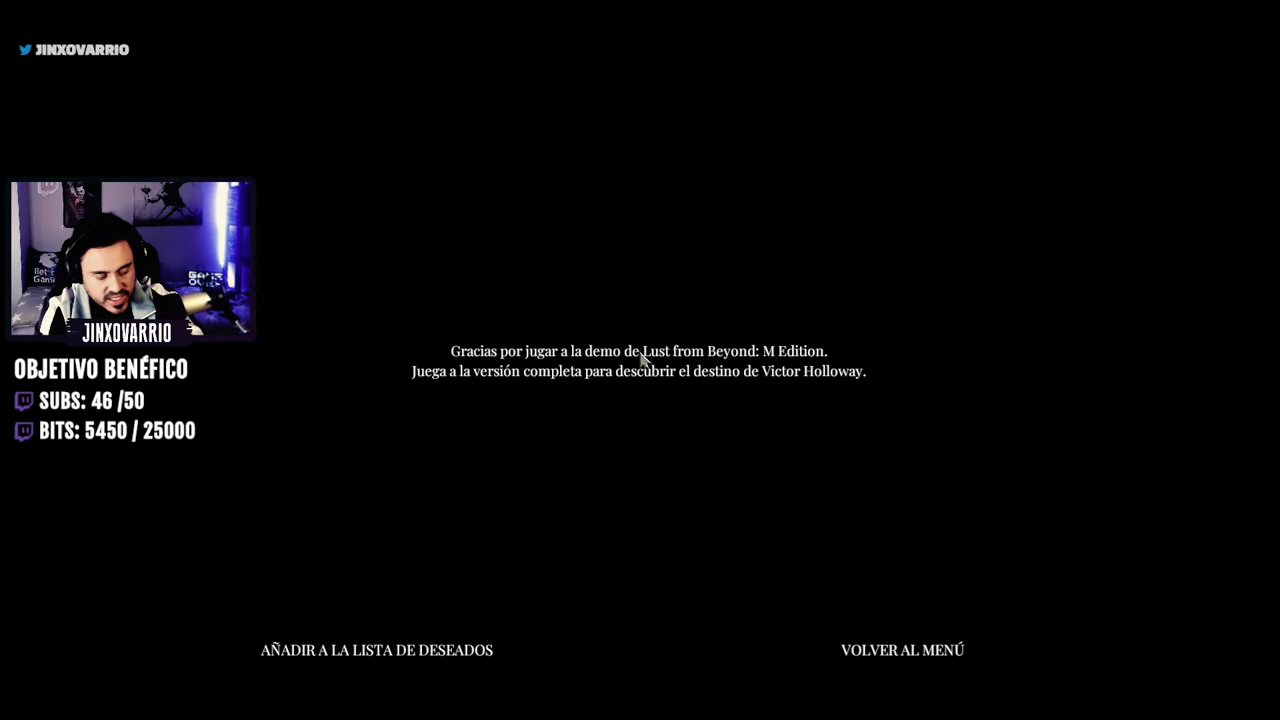 JINXOVARRIO
JINXOVARRIO
OBJETIVO BENÉFICO
SUBS: 46 /50
BITS: 5450 / 25000
Gracias por jugar a la demo de Lust from Beyond: M Edition.
Juega a la versión completa para descubrir el destino de Victor Holloway.
AÑADIR A LA LISTA DE DESEADOS
VOLVER AL MENÚ